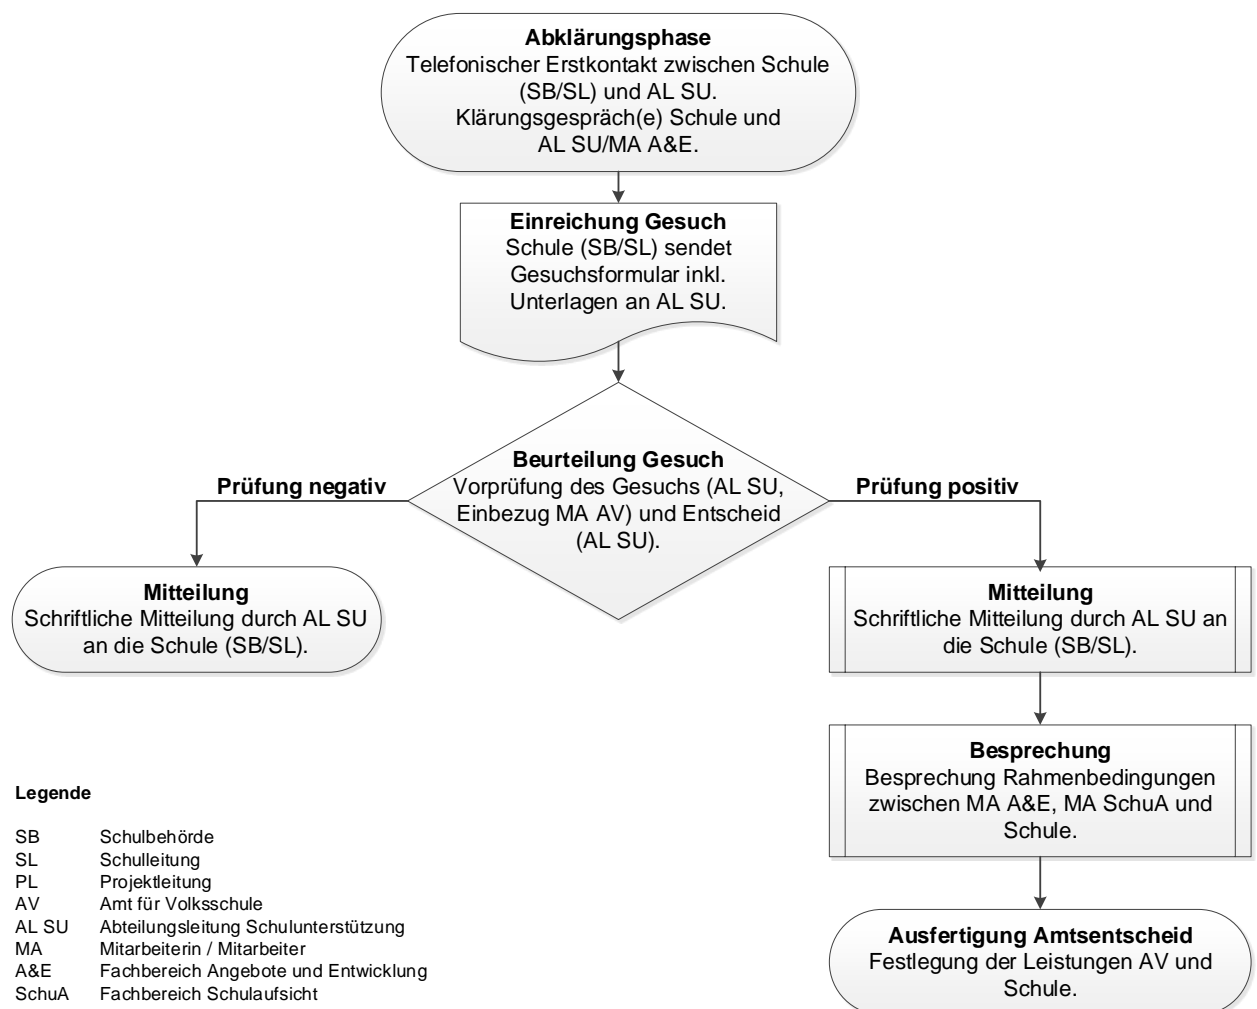 Abklärungsphase
Telefonischer Erstkontakt zwischen Schule
(SB/SL) und AL SU.
Klärungsgespräch(e) Schule und
AL SU/MA A&E.
Einreichung Gesuch
Schule (SB/SL) sendet
Gesuchsformular inkl.
Unterlagen an AL SU.
Beurteilung Gesuch
Vorprüfung des Gesuchs (AL SU,
Einbezug MA AV) und Entscheid
(AL SU).
Prüfung negativ
Prüfung positiv
Mitteilung
Schriftliche Mitteilung durch AL SU
an die Schule (SB/SL).
Mitteilung
Schriftliche Mitteilung durch AL SU an
die Schule (SB/SL).
Besprechung
Besprechung Rahmenbedingungen
zwischen MA A&E, MA SchuA und
Schule.
Ausfertigung Amtsentscheid
Festlegung der Leistungen AV und
Schule.
Legende
SB Schulbehörde
SL Schulleitung
PL Projektleitung
AV Amt für Volksschule
AL SU Abteilungsleitung Schulunterstützung
MA Mitarbeiterin / Mitarbeiter
A&E Fachbereich Angebote und Entwicklung
SchuA Fachbereich Schulaufsicht